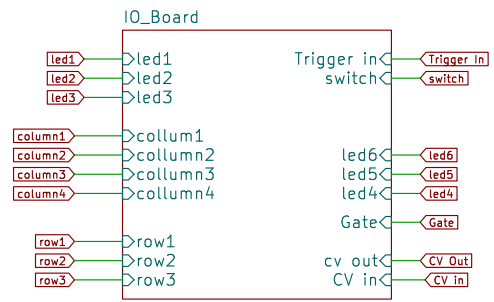 IO_Board
led1 led1 Trigger in Trigger In
led2 led2 switch switch
led3 led3
column1 collum1
column2 collumn2 led6 led6
column3 collumn3 led5 led5
column4 collumn4 led4 led4
Gate Gate
row1 row1
row2 row2 cv out CV Out
row3 row3 CV in CV in